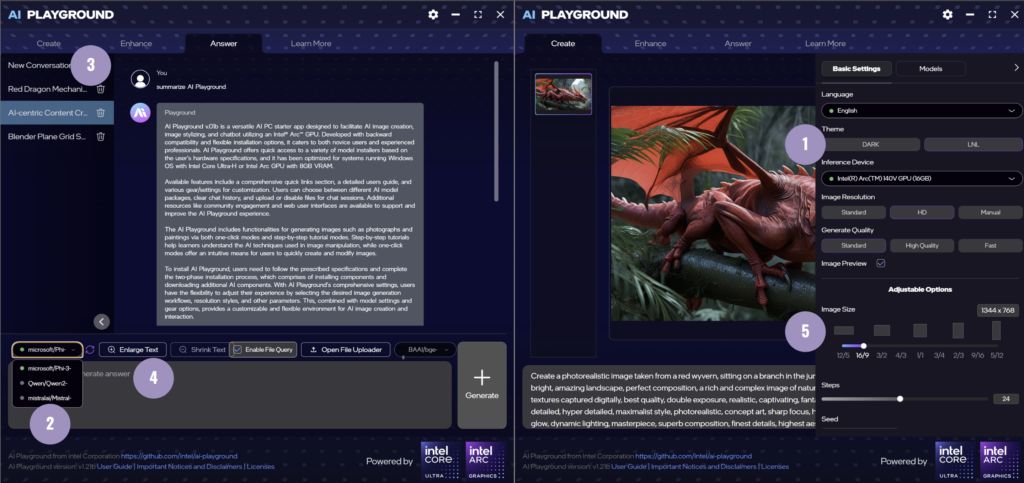 AI PLAYGROUND
Create
Enhance
Answer
Learn More
New Conversation
3
Red Dragon Mechani...
AI-centric Content Cr...
Blender Plane Grid S...
You
summarize AI Playground
Playground
AI Playground v.01b is a versatile AI PC starter app designed to facilitate AI image creation,
image stylizing, and chatbot utilizing an Intel® Arc™ GPU. Developed with backward
compatibility and flexible installation options, it caters to both novice users and experienced
professionals. AI Playground offers quick access to a variety of model installers based on
the user's hardware specifications, and it has been optimized for systems running Windows
OS with Intel Core Ultra-H or Intel Arc GPU with 8GB VRAM.
Available features include a comprehensive quick links section, a detailed users guide, and
various gear/settings for customization. Users can choose between different AI model
packages, clear chat history, and upload or disable files for chat sessions. Additional
resources like community engagement and web user interfaces are available to support and
improve the AI Playground experience.
The AI Playground includes functionalities for generating images such as photographs and
paintings via both one-click modes and step-by-step tutorial modes. Step-by-step tutorials
help learners understand the AI techniques used in image manipulation, while one-click
modes offer an intuitive means for users to quickly create and modify images.
To install AI Playground, users need to follow the prescribed specifications and complete
the two-phase installation process, which comprises of installing components and
downloading additional AI components. With AI Playground's comprehensive settings, users
have the flexibility to adjust their experience by selecting the desired image generation
workflows, resolution styles, and other parameters. This, combined with model settings and
gear options, provides a customizable and flexible environment for AI image creation and
interaction.
microsoft/Phi-
Enlarge Text
Shrink Text
Enable File Query
Open File Uploader
BAAI/bge-
microsoft/Phi-3-
Qwen/Qwen2-
mistralai/Mistral-
2
enerate answer
4
Generate
AI Playground from Intel Corporation https://github.com/intel/ai-playground
AI Playground version: v1.21b User Guide | Important Notices and Disclaimers | Licenses
Powered by
intel
CORE
ULTRA
intel
ARC
GRAPHICS
AI PLAYGROUND
Create
Enhance
Answer
Learn More
Basic Settings
Models
Language
English
1
Theme
DARK
LNL
Inference Device
Intel(R) Arc(TM) 140V GPU (16GB)
Image Resolution
Standard
HD
Manual
Generate Quality
Standard
High Quality
Fast
Image Preview
Adjustable Options
Image Size
1344 x 768
5
12/5
16/9
3/2
4/3
1/1
3/4
2/3
9/16
5/12
Steps
24
Seed
Create a photorealistic image taken from a red wyvern, sitting on a branch in the jun
bright, amazing landscape, perfect composition, a rich and complex image of natur
textures captured digitally, best quality, double exposure, realistic, captivating, fant
detailed, hyper detailed, maximalist style, photorealistic, concept art, sharp focus, h
glow, dynamic lighting, masterpiece, superb composition, finest details, highest aes
AI Playground from Intel Corporation https://github.com/intel/ai-playground
AI Playground version: v1.21b User Guide | Important Notices and Disclaimers | Licenses
Powered by
intel
CORE
ULTRA
intel
ARC
GRAPHICS